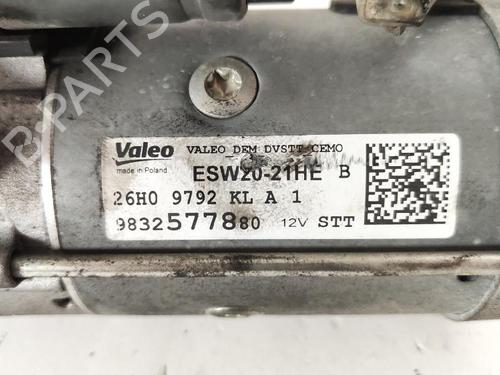 Valeo VALEO DEM DVSTT CEMO
made in Poland
ESW20-21HE B
26H0 9792 KL A 1
9832577880 12V STT
B-PARTS